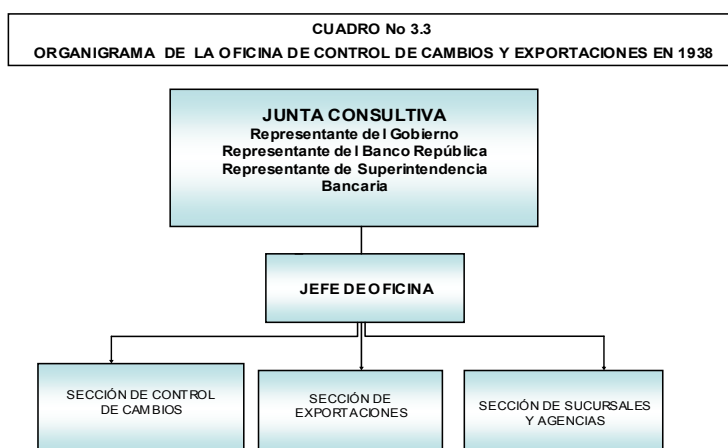 CUADRO No 3.3
ORGANIGRAMA DE LA OFICINA DE CONTROL DE CAMBIOS Y EXPORTACIONES EN 1938
JUNTA CONSULTIVA
Representante del Gobierno
Representante del Banco República
Representante de Superintendencia
Bancaria
JEFE DE OFICINA
SECCIÓN DE CONTROL
DE CAMBIOS
SECCIÓN DE
EXPORTACIONES
SECCIÓN DE SUCURSALES
Y AGENCIAS